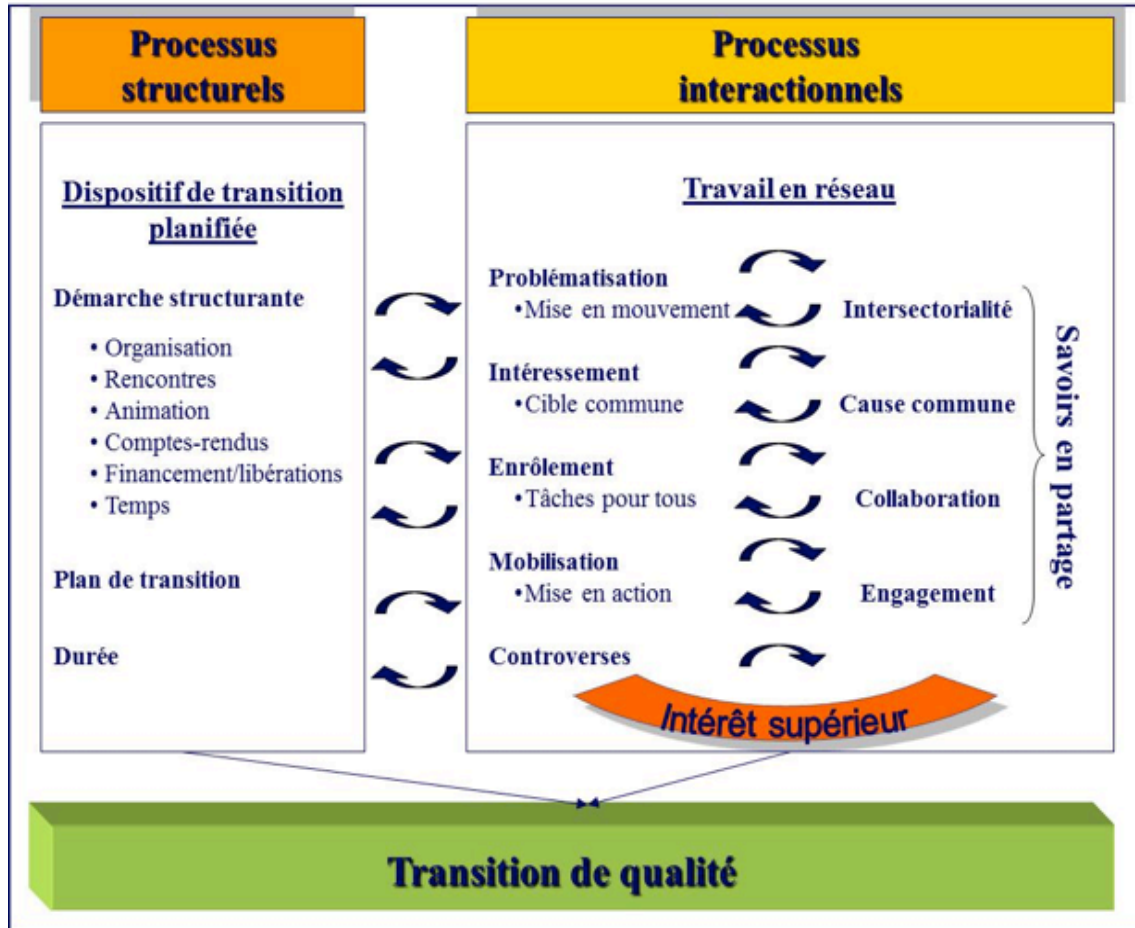 Processus
structurels
Processus
interactionnels
Dispositif de transition
planifiée
Démarche structurante
• Organisation
• Rencontres
• Animation
• Comptes-rendus
• Financement/libérations
• Temps
Plan de transition
Durée
Travail en réseau
Problématisation
•Mise en mouvement
Intersectorialité
Intéressement
•Cible commune
Cause commune
Enrôlement
•Tâches pour tous
Collaboration
Mobilisation
•Mise en action
Engagement
Controverses
Savoirs en partage
Intérêt supérieur
Transition de qualité